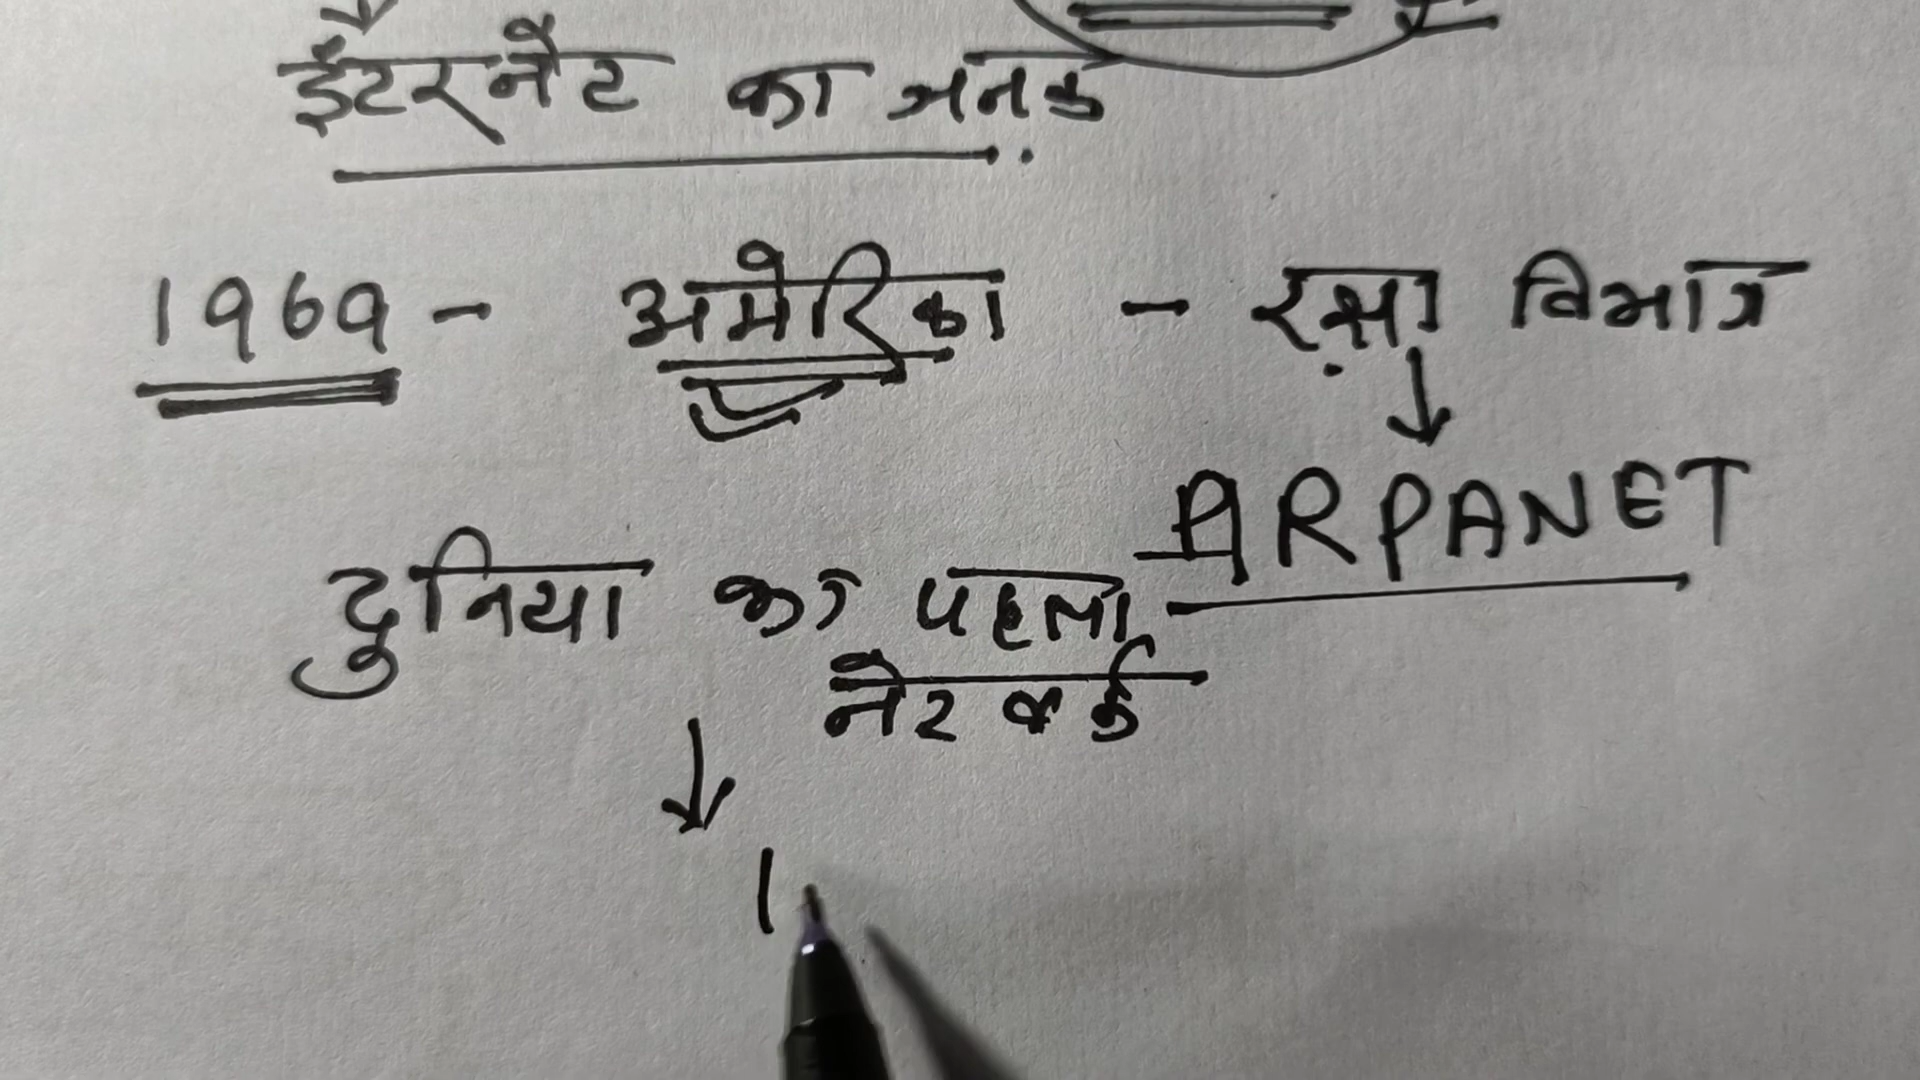 इंटरनैट का जनक
1969 - अमेरिका - रक्षा विभाग
ARPANET
दुनिया का पहला
नैटवर्क
1